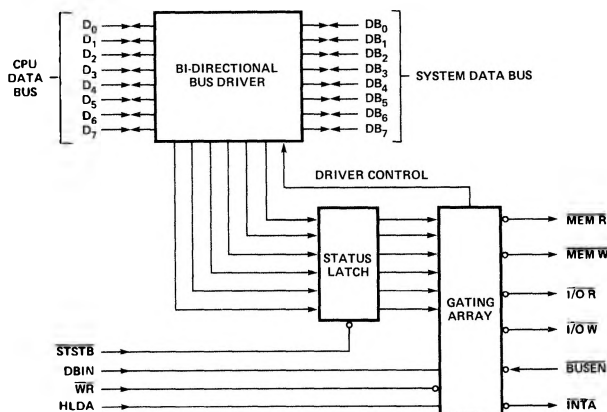 CPU
DATA
BUS
D0
D1
D2
D3
D4
D5
D6
D7
BI-DIRECTIONAL
BUS DRIVER
DB0
DB1
DB2
DB3
DB4
DB5
DB6
DB7
SYSTEM DATA BUS
DRIVER CONTROL
STATUS
LATCH
GATING
ARRAY
MEM R
MEM W
I/O R
I/O W
BUSEN
INTA
STSTB
DBIN
WR
HLDA